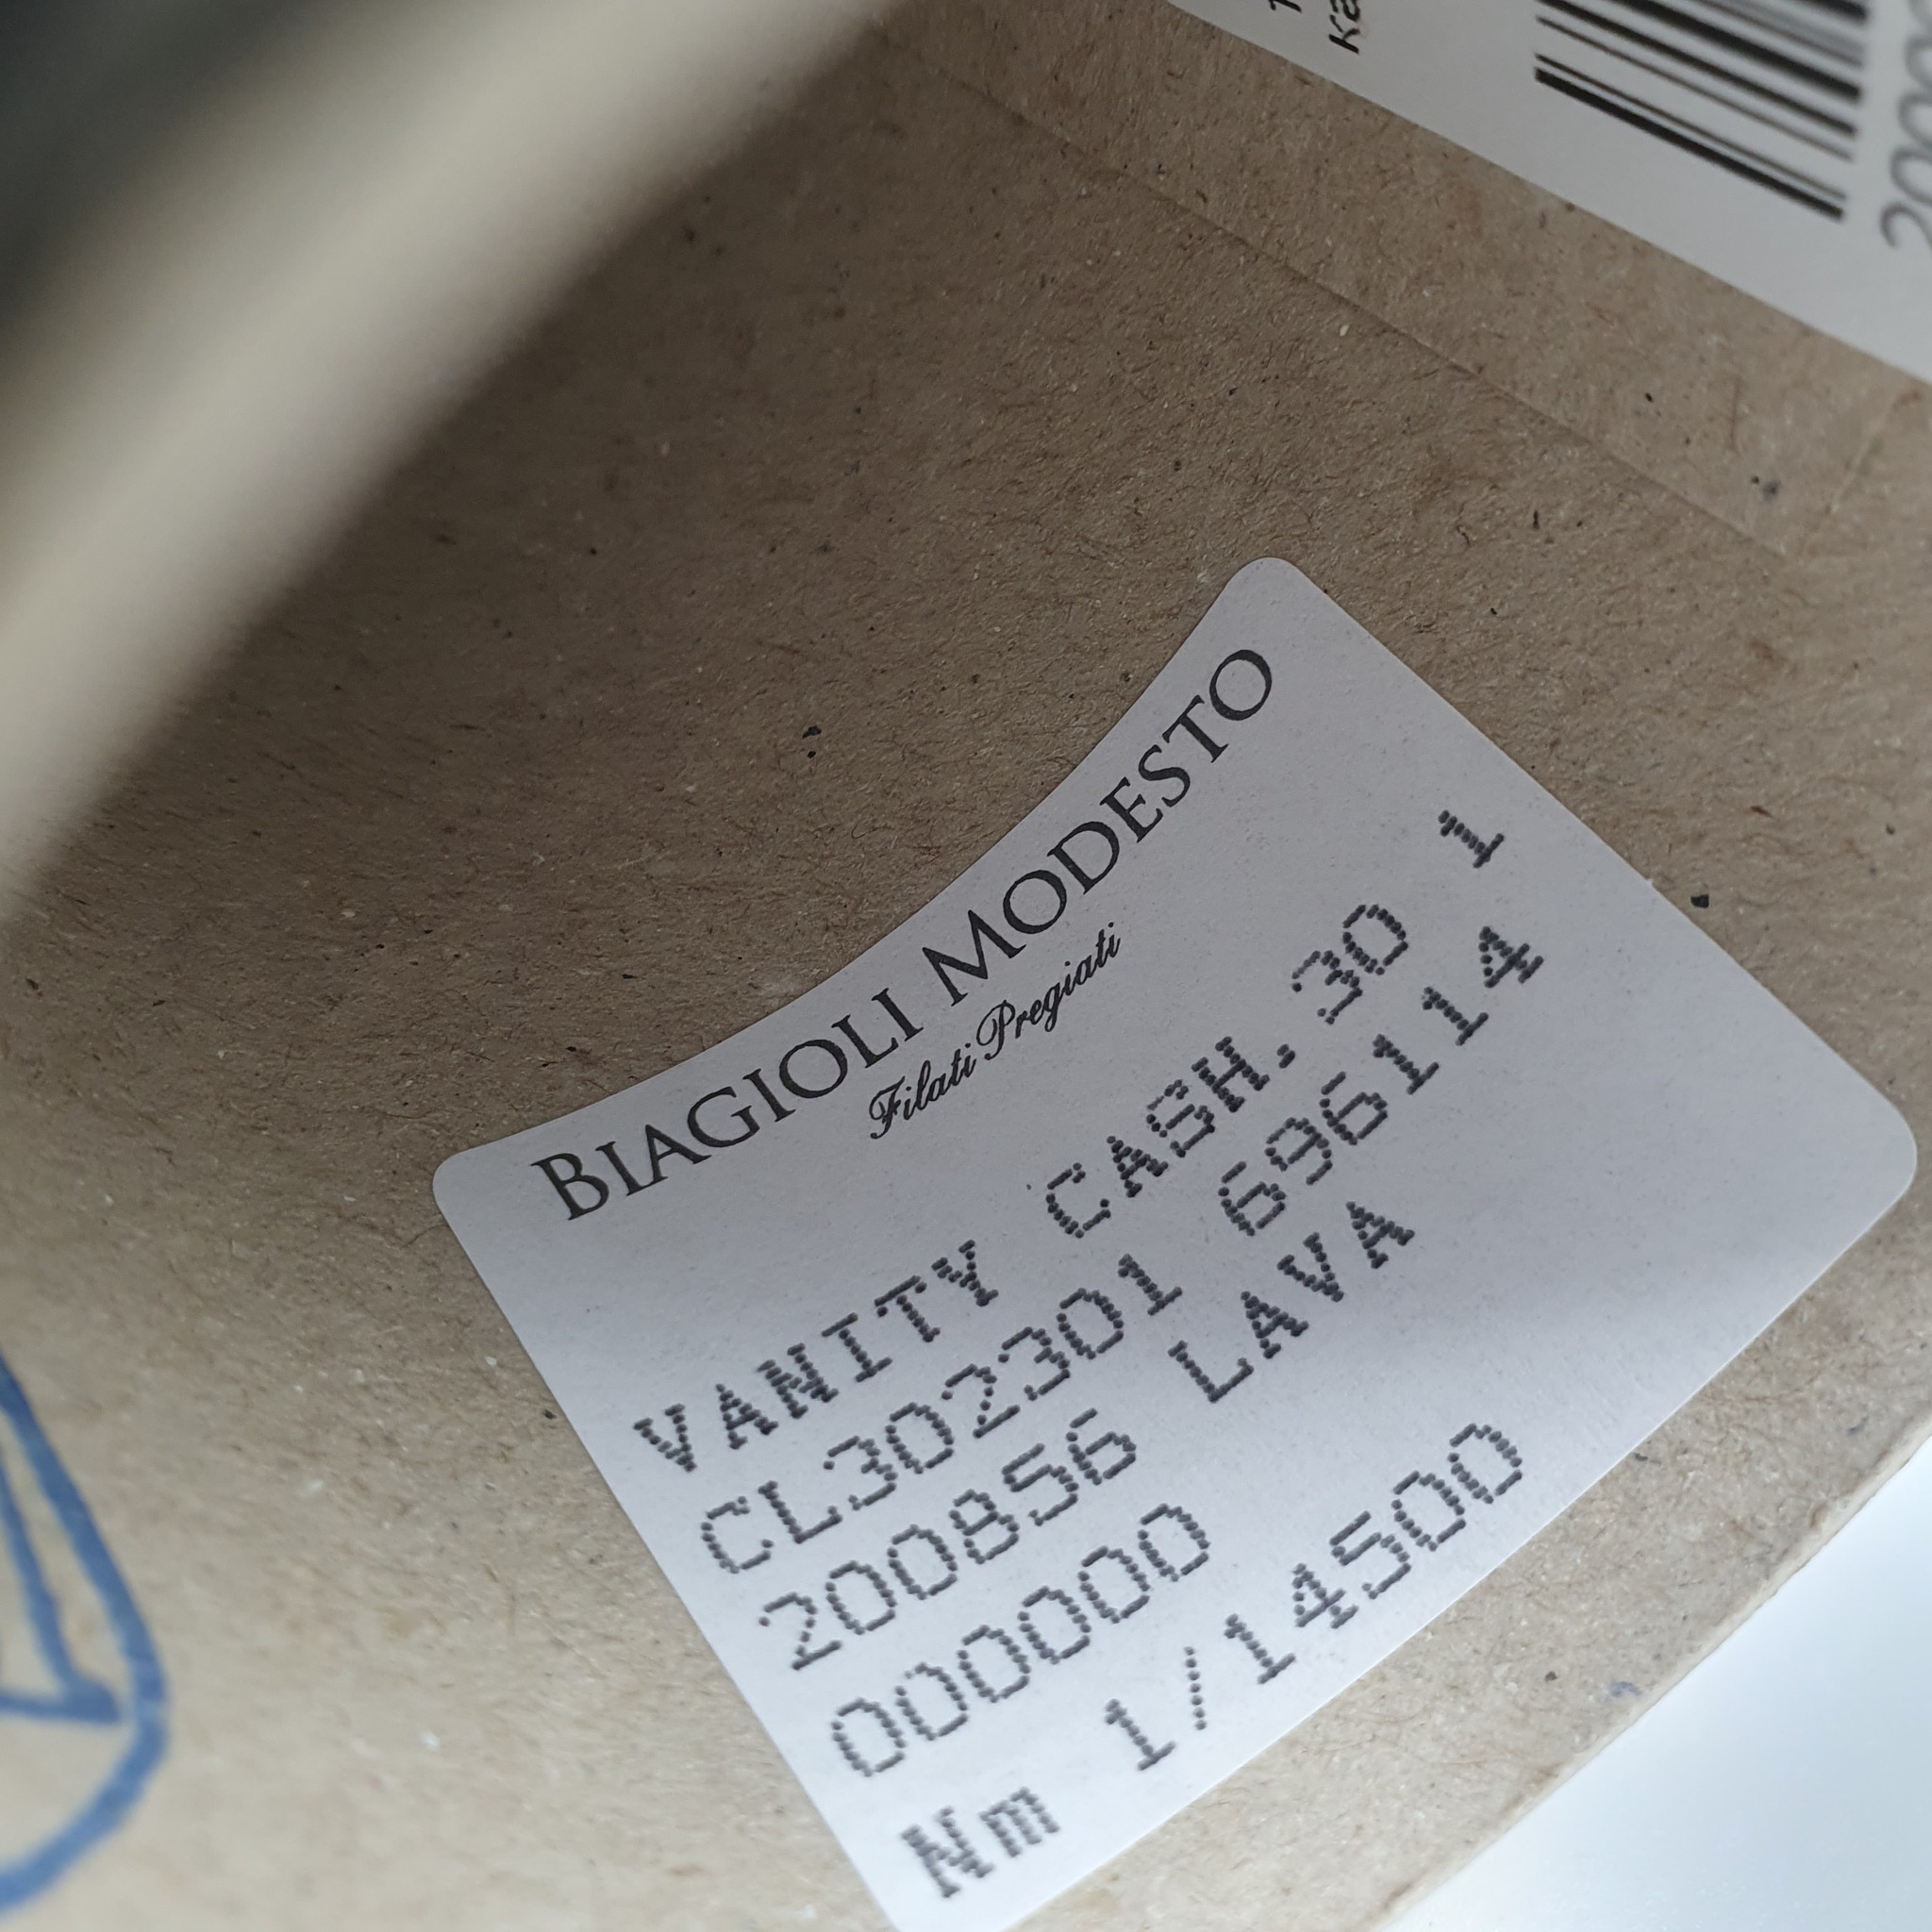 BIAGIOLI MODESTO
Filati Pregiati
VANITY CASH.30 1
CL302301 696114
200856 LAVA
000000
Nm 1/14500